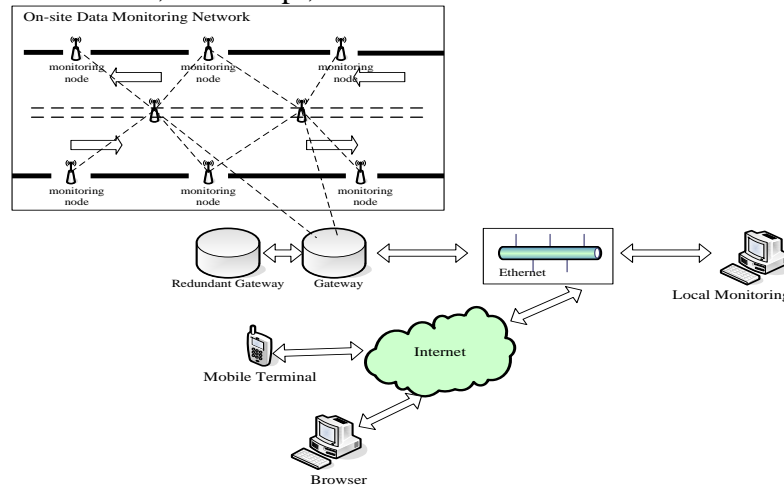 On-site Data Monitoring Network
monitoring
node
monitoring
node
monitoring
node
monitoring
node
monitoring
node
monitoring
node
Redundant Gateway
Gateway
Ethernet
Local Monitoring
Internet
Mobile Terminal
Browser